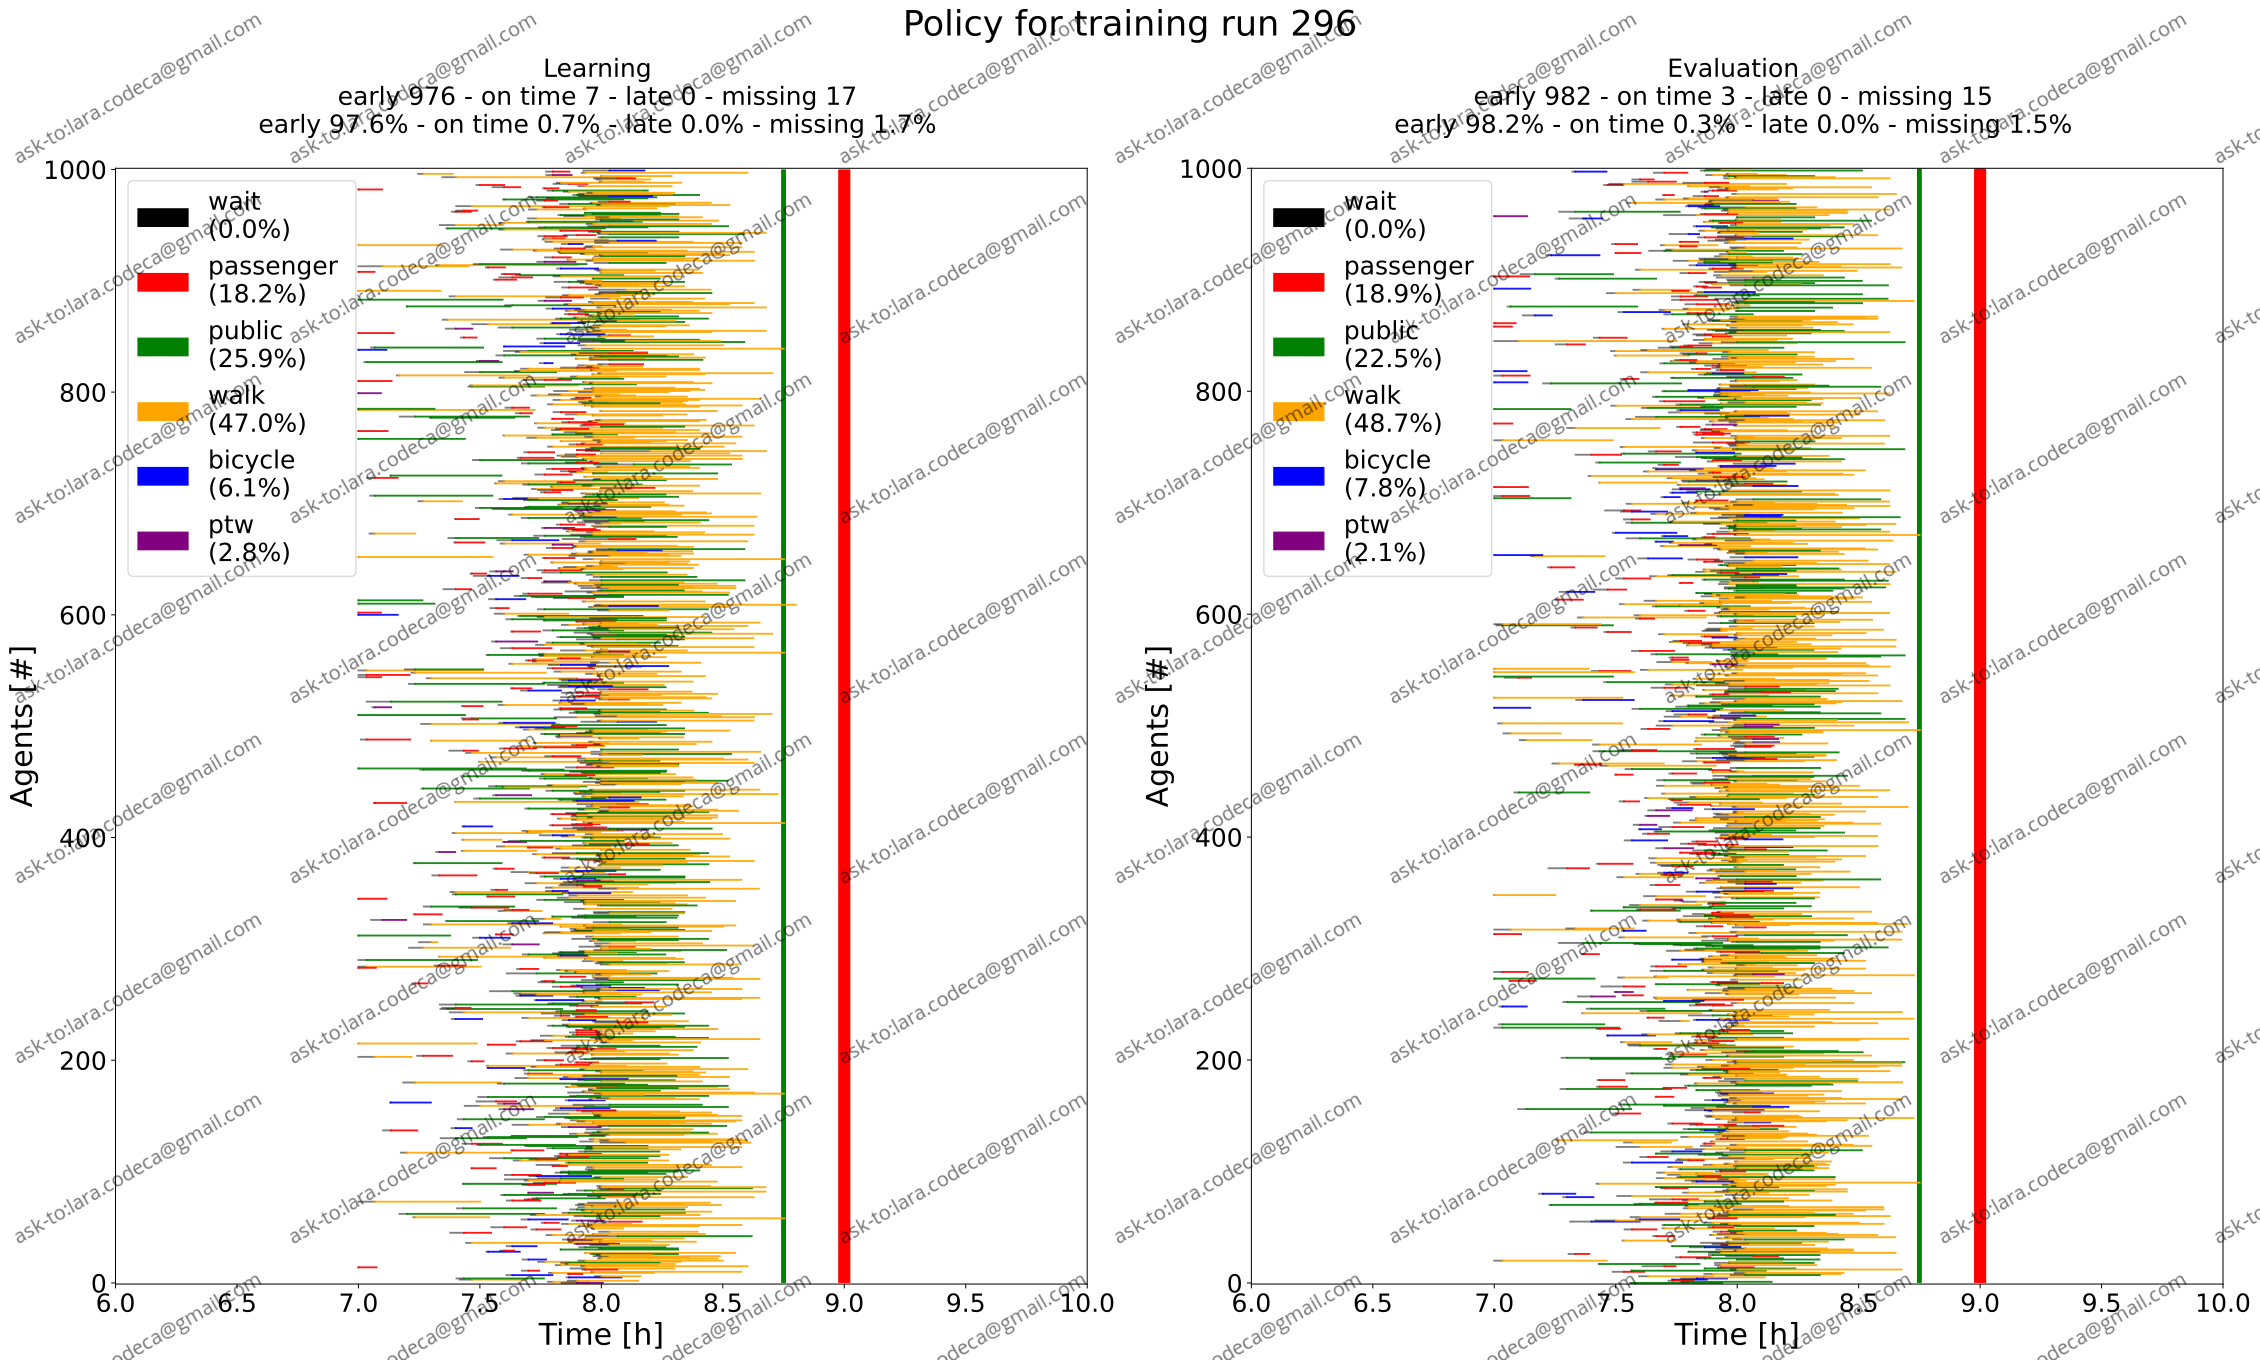 Policy for training run 296
Learning
early 976 - on time 7 - late 0 - missing 17
early 97.6% - on time 0.7% - late 0.0% - missing 1.7%
1000
800
600
400
200
0
Agents [#]
wait
(0.0%)
passenger
(18.2%)
public
(25.9%)
walk
(47.0%)
bicycle
(6.1%)
ptw
(2.8%)
6.0 6.5 7.0 7.5 8.0 8.5 9.0 9.5 10.0
Time [h]
Evaluation
early 982 - on time 3 - late 0 - missing 15
early 98.2% - on time 0.3% - late 0.0% - missing 1.5%
1000
800
600
400
200
0
Agents [#]
wait
(0.0%)
passenger
(18.9%)
public
(22.5%)
walk
(48.7%)
bicycle
(7.8%)
ptw
(2.1%)
6.0 6.5 7.0 7.5 8.0 8.5 9.0 9.5 10.0
Time [h]
ask-to:lara.codeca@gmail.com